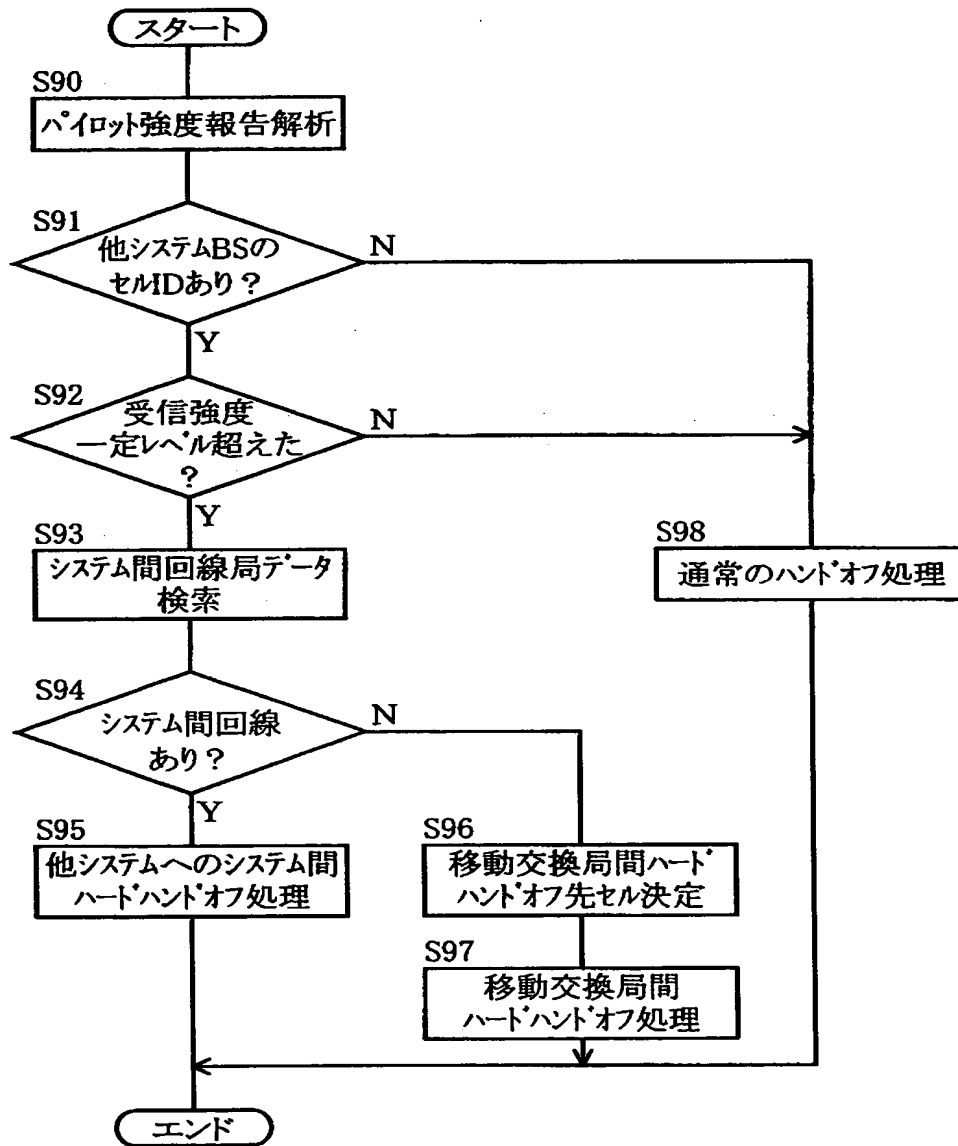 スタート
S90
パイロット強度報告解析
S91
他システムBSの
セルIDあり?
N
Y
S92
受信強度
一定レベル超えた
?
N
Y
S93
システム間回線局データ
検索
S98
通常のハンドオフ処理
S94
システム間回線
あり?
N
Y
S95
他システムへのシステム間
ハードハンドオフ処理
S96
移動交換局間ハード
ハンドオフ先セル決定
S97
移動交換局間
ハードハンドオフ処理
エンド